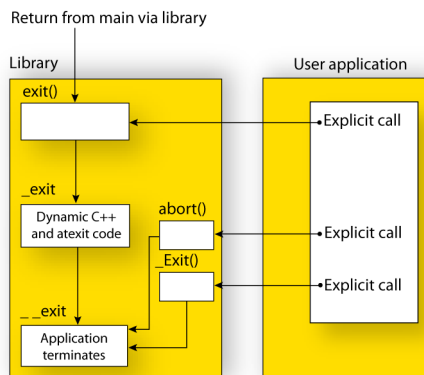 Return from main via library
Library
User application
exit()
Explicit call
_exit
Dynamic C++
and atexit code
abort()
Explicit call
_Exit()
Explicit call
_ _exit
Application
terminates